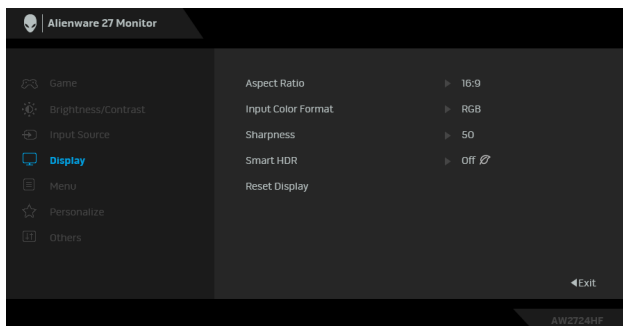 Alienware 27 Monitor
Game
Brightness/Contrast
Input Source
Display
Menu
Personalize
Others
Aspect Ratio 16:9
Input Color Format RGB
Sharpness 50
Smart HDR Off
Reset Display
Exit
AW2724HF